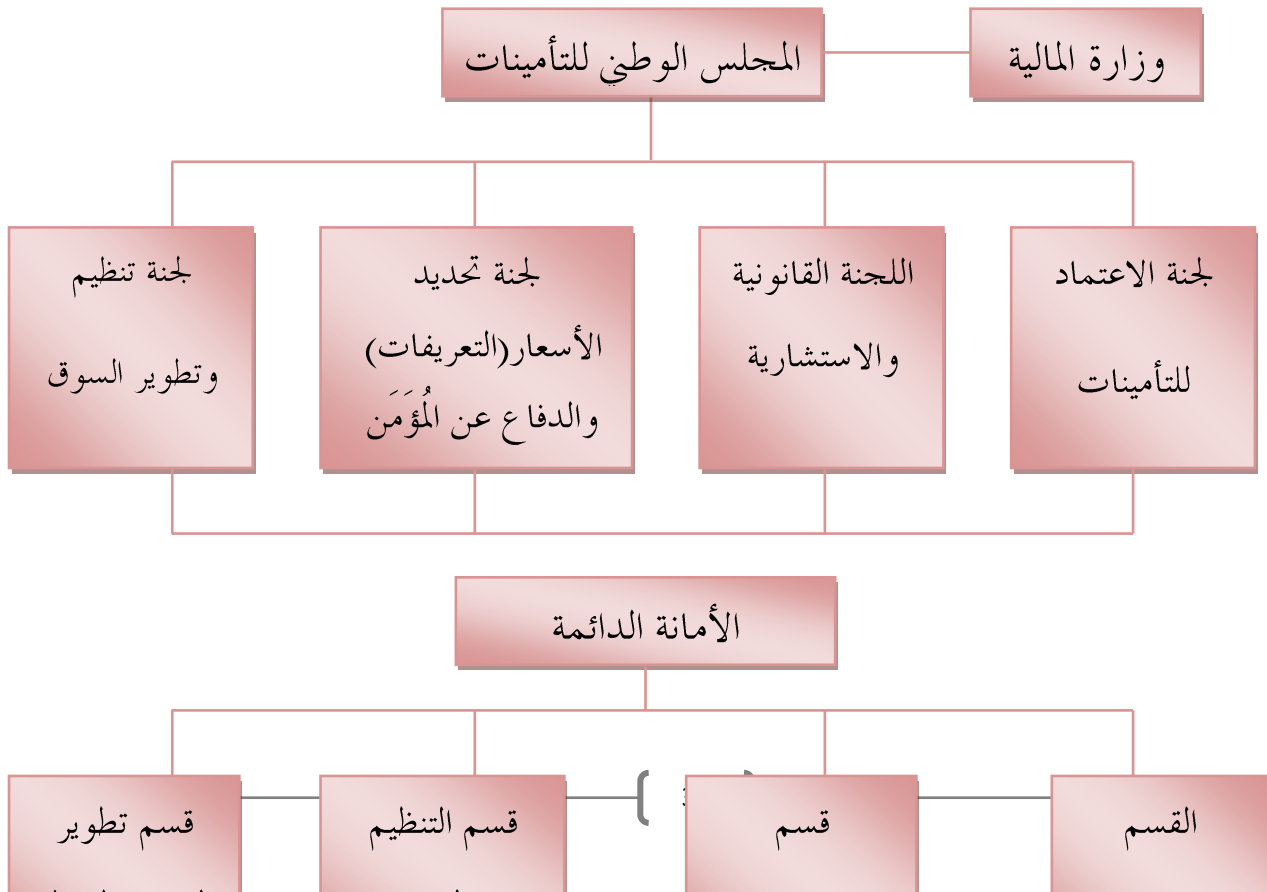 وزارة المالية
المجلس الوطني للتأمينات
لجنة الاعتماد
للتأمينات
اللجنة القانونية
والاستشارية
لجنة تحديد
الأسعار(التعريفات)
والدفاع عن المُؤَمَن
لجنة تنظيم
وتطوير السوق
الأمانة الدائمة
القسم
قسم
قسم التنظيم
قسم تطوير